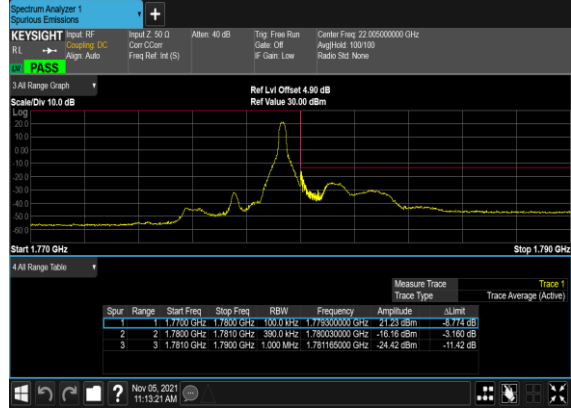 Spectrum Analyzer 1
Spurious Emissions
KEYSIGHT Input: RF Input Z: 50 Ω Atten: 40 dB Trig: Free Run Center Freq: 22.005000000 GHz
RL Coupling: DC Corr CCorr Gate: Off Avg|Hold: 100/100
Align: Auto Freq Ref: Int (S) IF Gain: Low Radio Std: None
PASS
3 All Range Graph
Ref Lvl Offset 4.90 dB
Scale/Div 10.0 dB Ref Value 30.00 dBm
Log
20.0
10.0
0.00
-10.0
-20.0
-30.0
-40.0
-50.0
-60.0
Start 1.770 GHz Stop 1.790 GHz
4 All Range Table
Measure Trace Trace 1
Trace Type Trace Average (Active)
Spur Range Start Freq Stop Freq RBW Frequency Amplitude ΔLimit
1 1 1.7700 GHz 1.7800 GHz 100.0 kHz 1.779300000 GHz 21.23 dBm -8.774 dB
2 2 1.7800 GHz 1.7810 GHz 390.0 kHz 1.780030000 GHz -16.16 dBm -3.160 dB
3 3 1.7810 GHz 1.7900 GHz 1.000 MHz 1.781165000 GHz -24.42 dBm -11.42 dB
Nov 05, 2021
11:13:21 AM